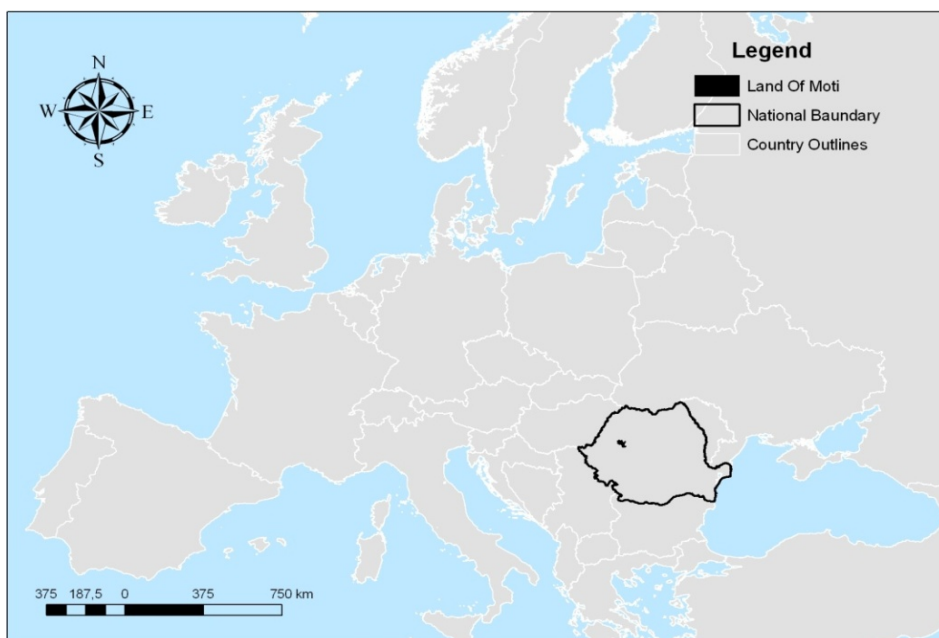 N
W E
S
Legend
Land Of Moti
National Baundary
Country Outlines
375 187,5 0 375 750 km